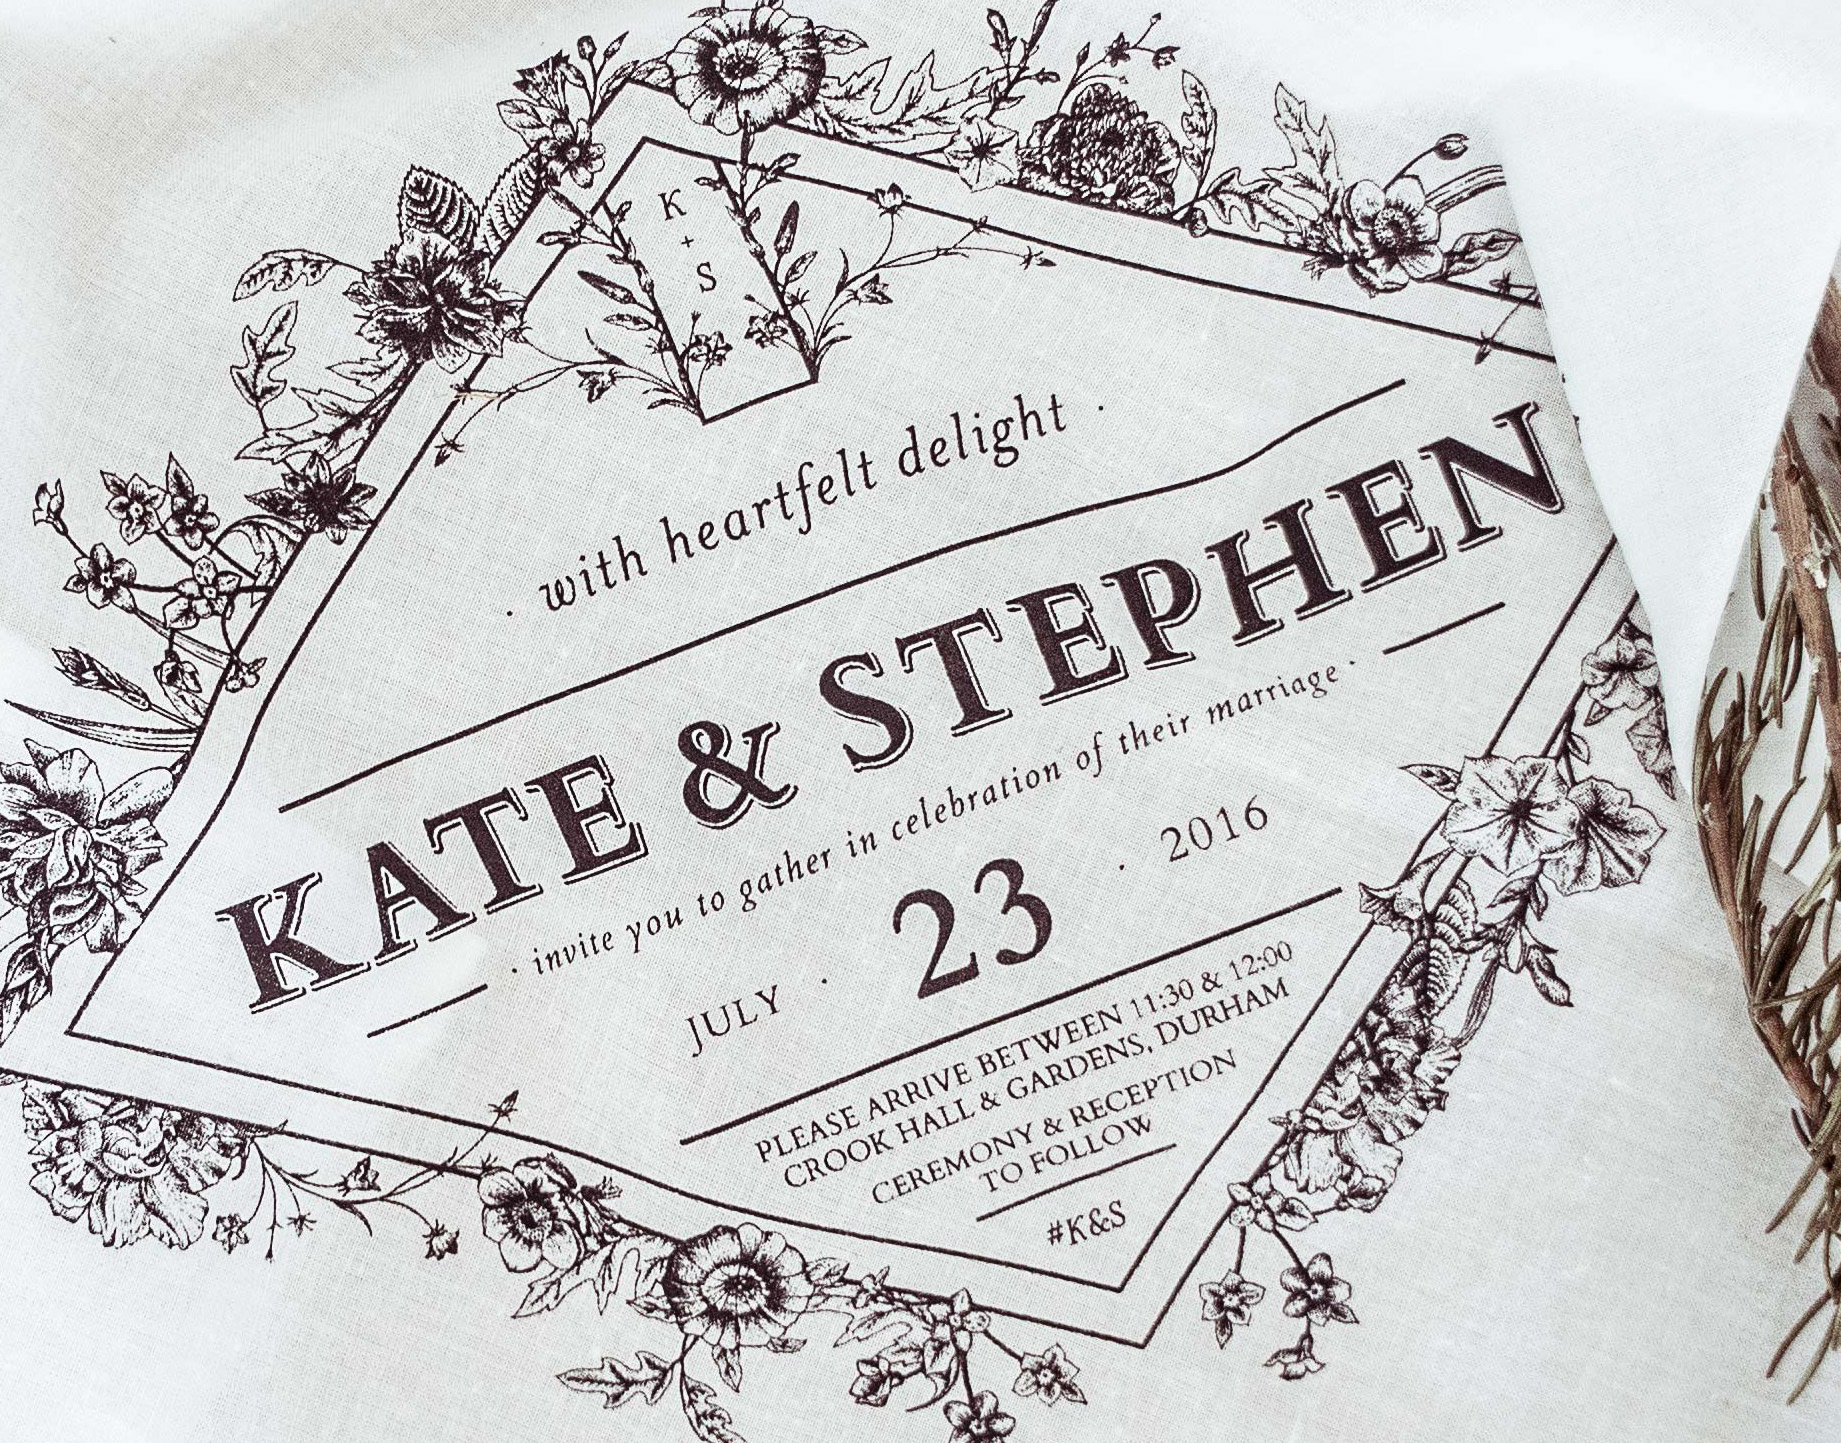 K
+
S
· with heartfelt delight ·
KATE & STEPHEN
· invite you to gather in celebration of their marriage ·
JULY · 23 · 2016
PLEASE ARRIVE BETWEEN 11:30 & 12:00
CROOK HALL & GARDENS, DURHAM
CEREMONY & RECEPTION
TO FOLLOW
#K&S